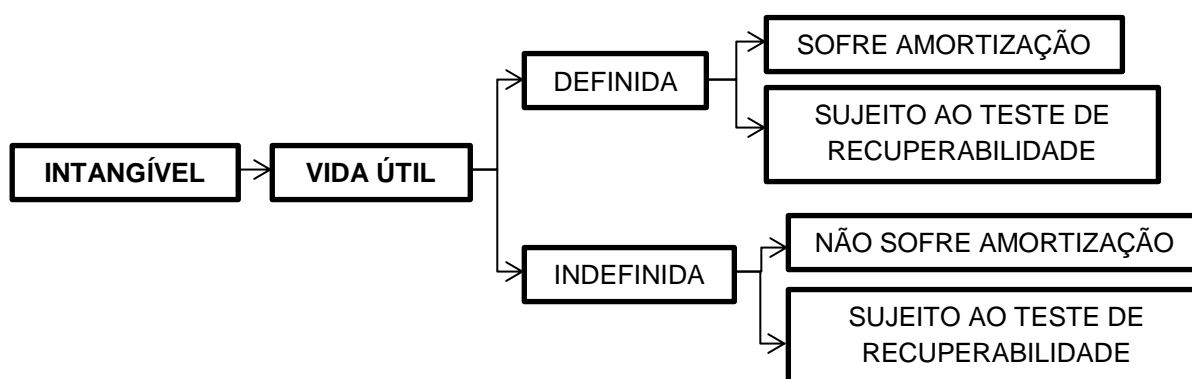 SOFRE AMORTIZAÇÃO
DEFINIDA
SUJEITO AO TESTE DE
RECUPERABILIDADE
INTANGÍVEL
VIDA ÚTIL
NÃO SOFRE AMORTIZAÇÃO
INDEFINIDA
SUJEITO AO TESTE DE
RECUPERABILIDADE